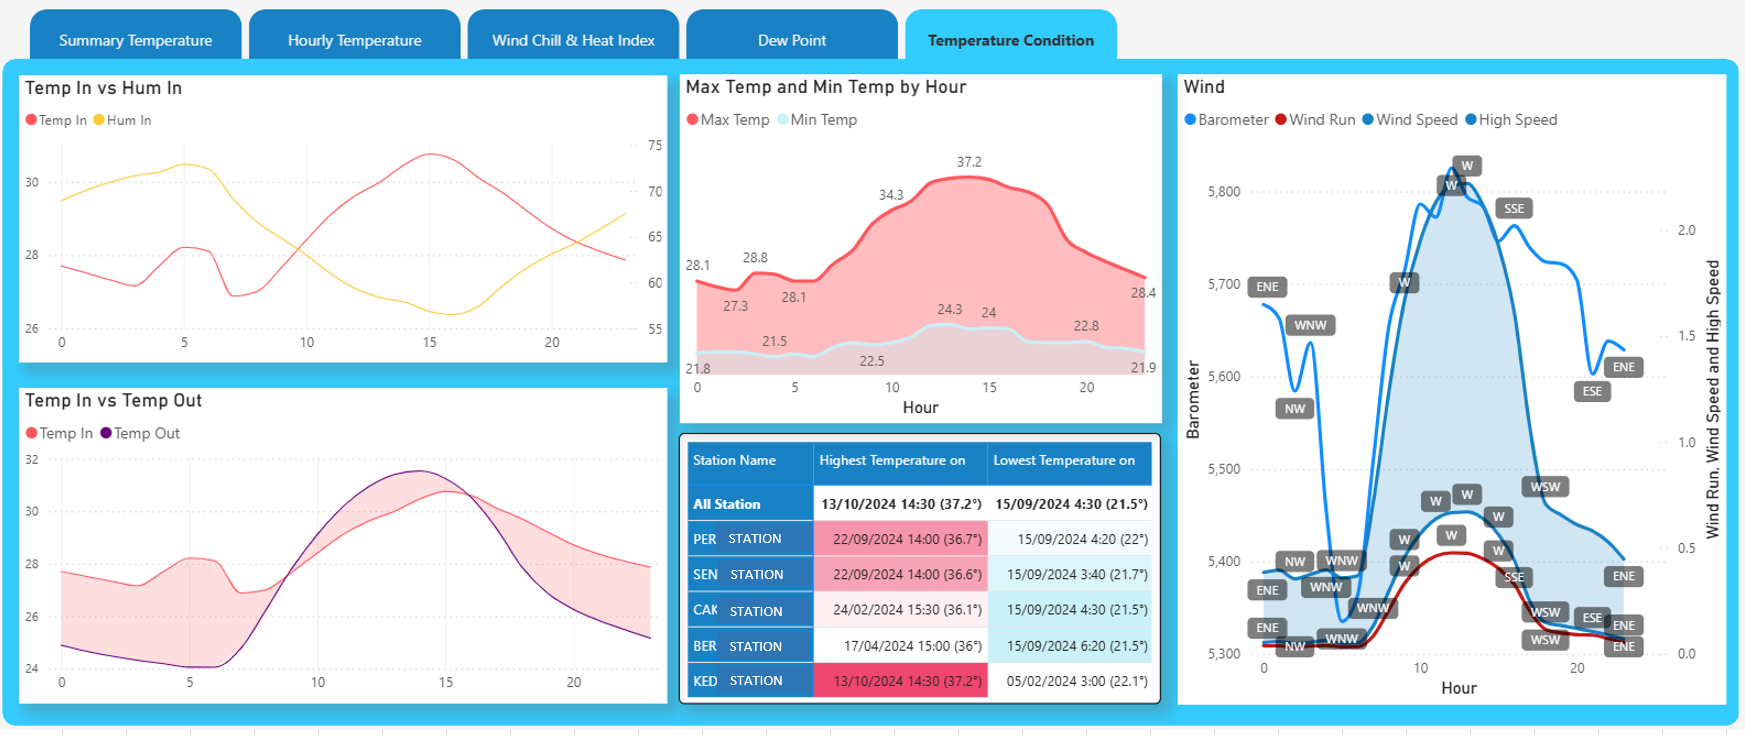 Summary Temperature
Hourly Temperature
Wind Chill & Heat Index
Dew Point
Temperature Condition
Temp In vs Hum In
Temp In Hum In
30
28
26
75
70
65
60
55
0 5 10 15 20
Temp In vs Temp Out
Temp In Temp Out
32
30
28
26
24
0 5 10 15 20
Max Temp and Min Temp by Hour
Max Temp Min Temp
37.2
34.3
28.8
28.1
27.3
28.1
28.4
24.3
24
22.8
21.5
22.5
21.8
21.9
0 5 10 15 20
Hour
Station Name Highest Temperature on Lowest Temperature on
All Station 13/10/2024 14:30 (37.2°) 15/09/2024 4:30 (21.5°)
PER STATION 22/09/2024 14:00 (36.7°) 15/09/2024 4:20 (22°)
SEN STATION 22/09/2024 14:00 (36.6°) 15/09/2024 3:40 (21.7°)
CAK STATION 24/02/2024 15:30 (36.1°) 15/09/2024 4:30 (21.5°)
BER STATION 17/04/2024 15:00 (36°) 15/09/2024 6:20 (21.5°)
KED STATION 13/10/2024 14:30 (37.2°) 05/02/2024 3:00 (22.1°)
Wind
Barometer Wind Run Wind Speed High Speed
Barometer
5,800
5,700
5,600
5,500
5,400
5,300
W
W
SSE
ENE
W
WNW
ENE
ESE
NW
WSW
W
W
W
W
W
W
NW
WNW
W
SSE
ENE
WNW
ENE
WNW
WSW
ESE
ENE
ENE
WNW
WSW
NW
ENE
2.0
1.5
1.0
0.5
0.0
Wind Run, Wind Speed and High Speed
0 10 20
Hour